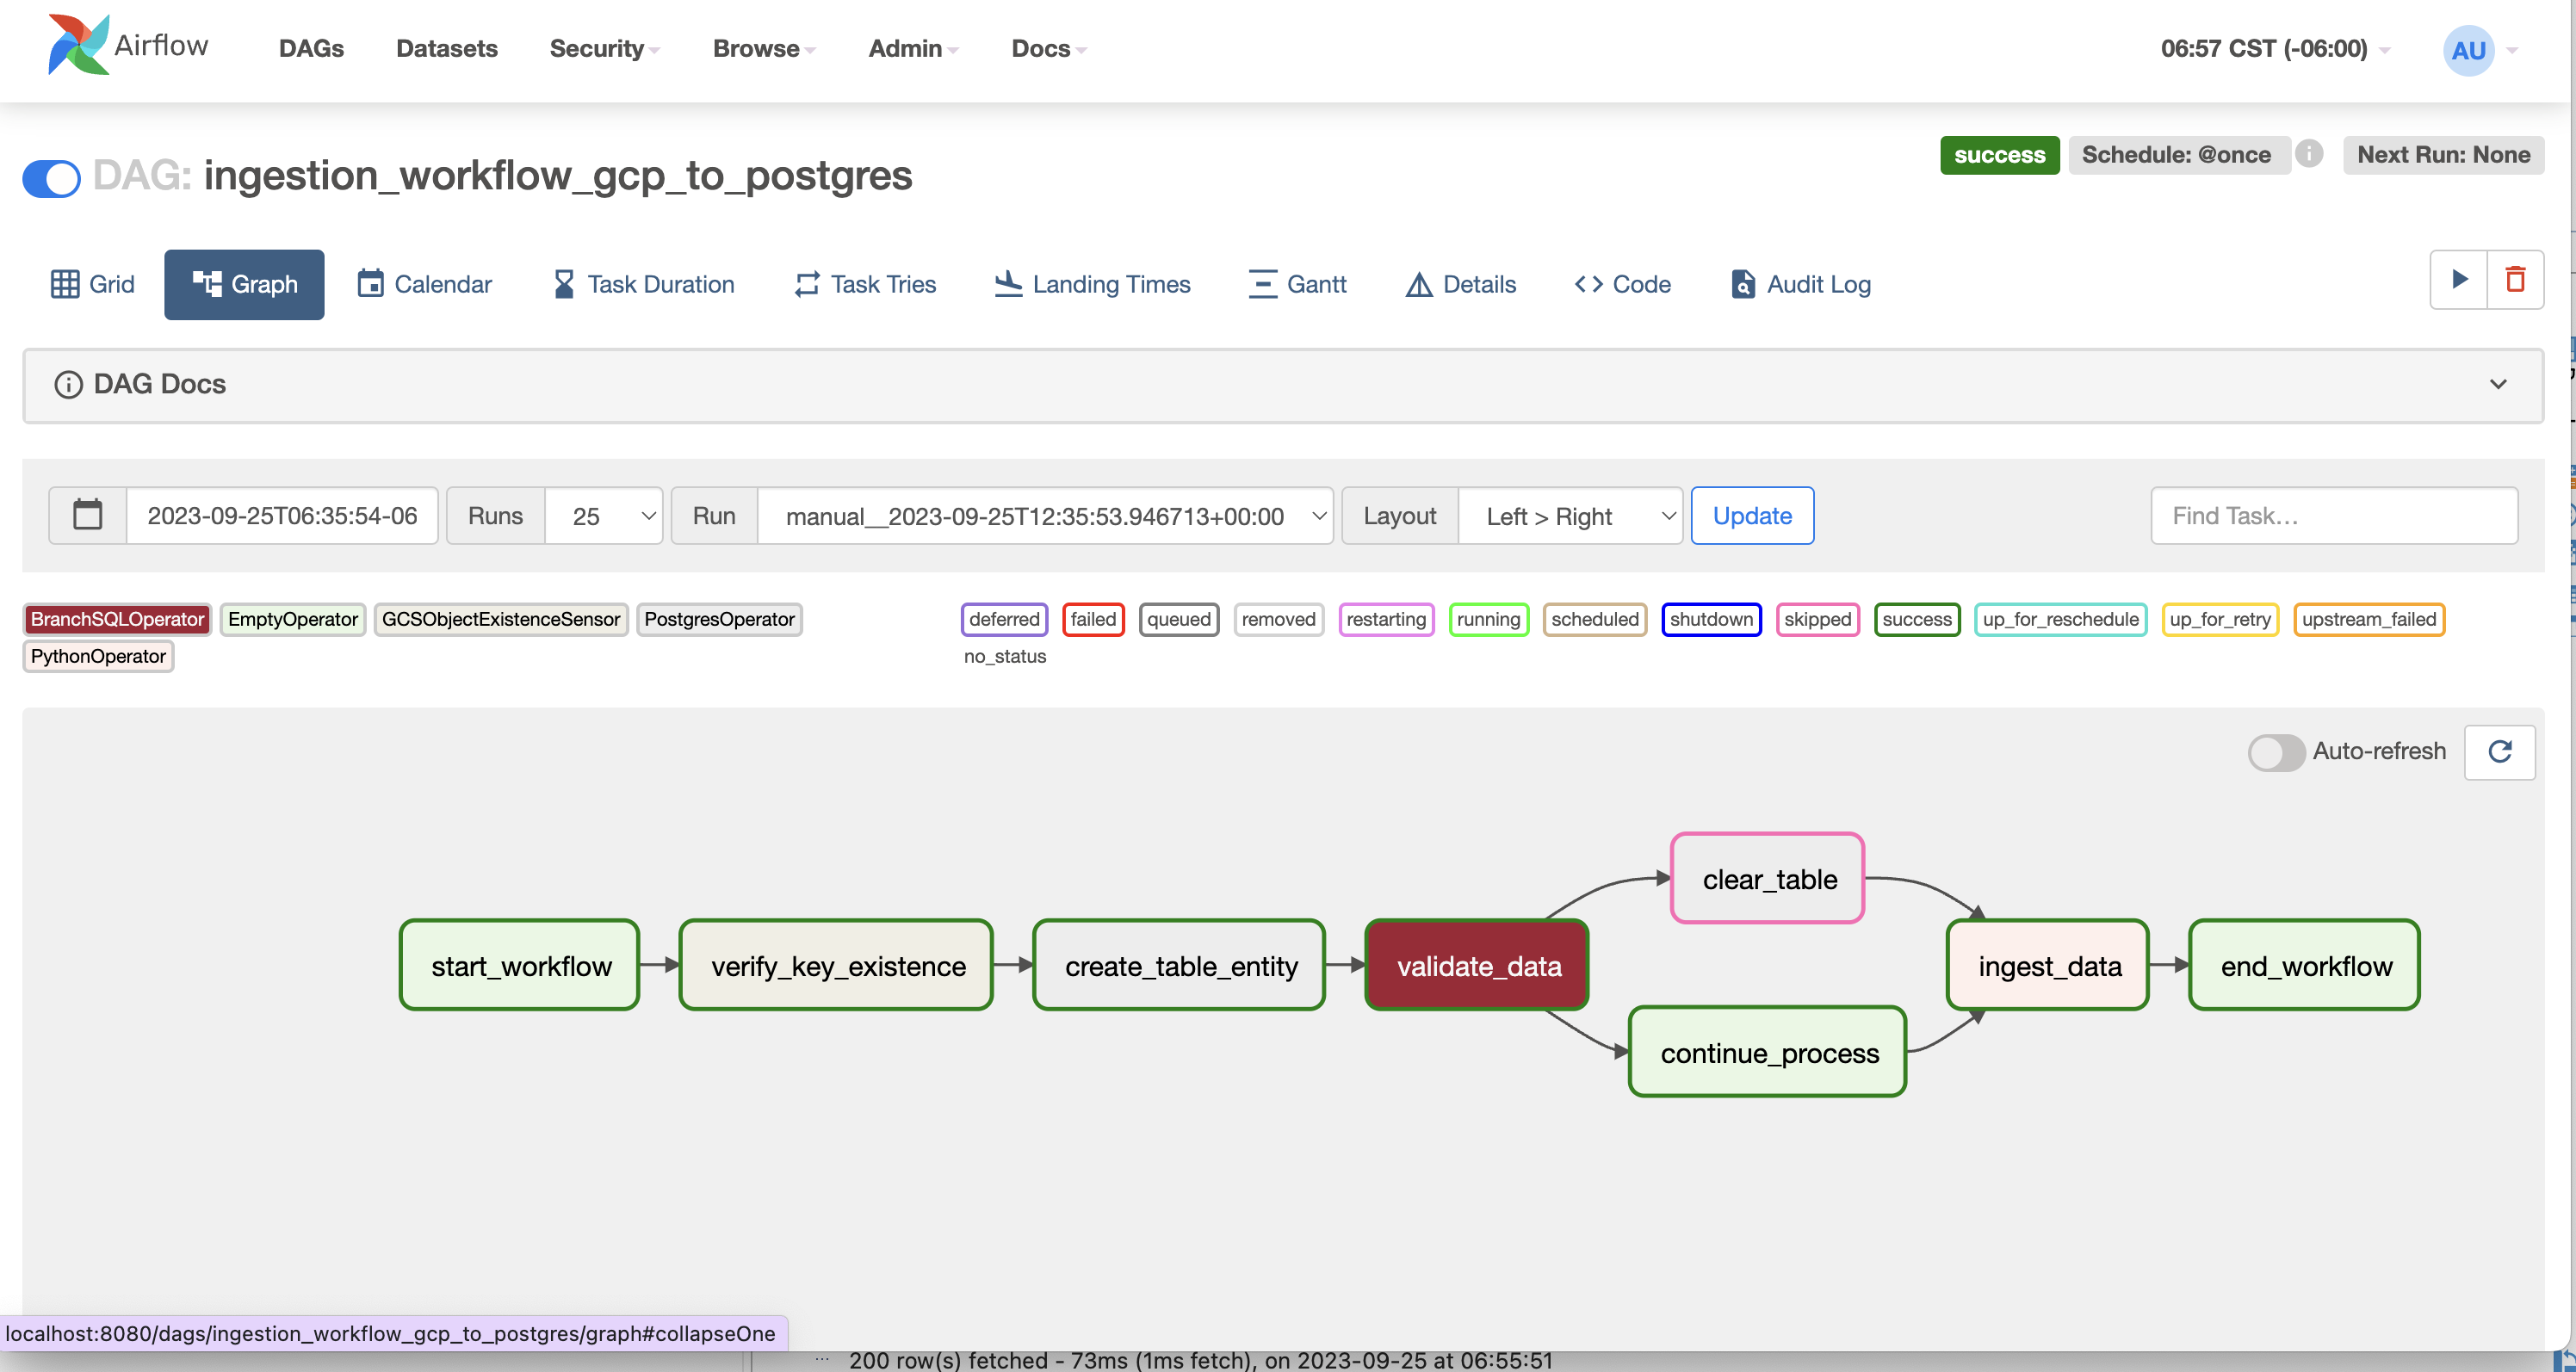 Airflow DAGs Datasets Security Browse Admin Docs 06:57 CST (-06:00) AU
DAG: ingestion_workflow_gcp_to_postgres success Schedule: @once Next Run: None
Grid Graph Calendar Task Duration Task Tries Landing Times Gantt Details Code Audit Log
DAG Docs
2023-09-25T06:35:54-06 Runs 25 Run manual__2023-09-25T12:35:53.946713+00:00 Layout Left > Right Update Find Task...
BranchSQLOperator EmptyOperator GCSObjectExistenceSensor PostgresOperator
PythonOperator
deferred failed queued removed restarting running scheduled shutdown skipped success up_for_reschedule up_for_retry upstream_failed
no_status
Auto-refresh
clear_table
start_workflow verify_key_existence create_table_entity validate_data ingest_data end_workflow
continue_process
localhost:8080/dags/ingestion_workflow_gcp_to_postgres/graph#collapseOne
200 row(s) fetched - 73ms (1ms fetch), on 2023-09-25 at 06:55:51